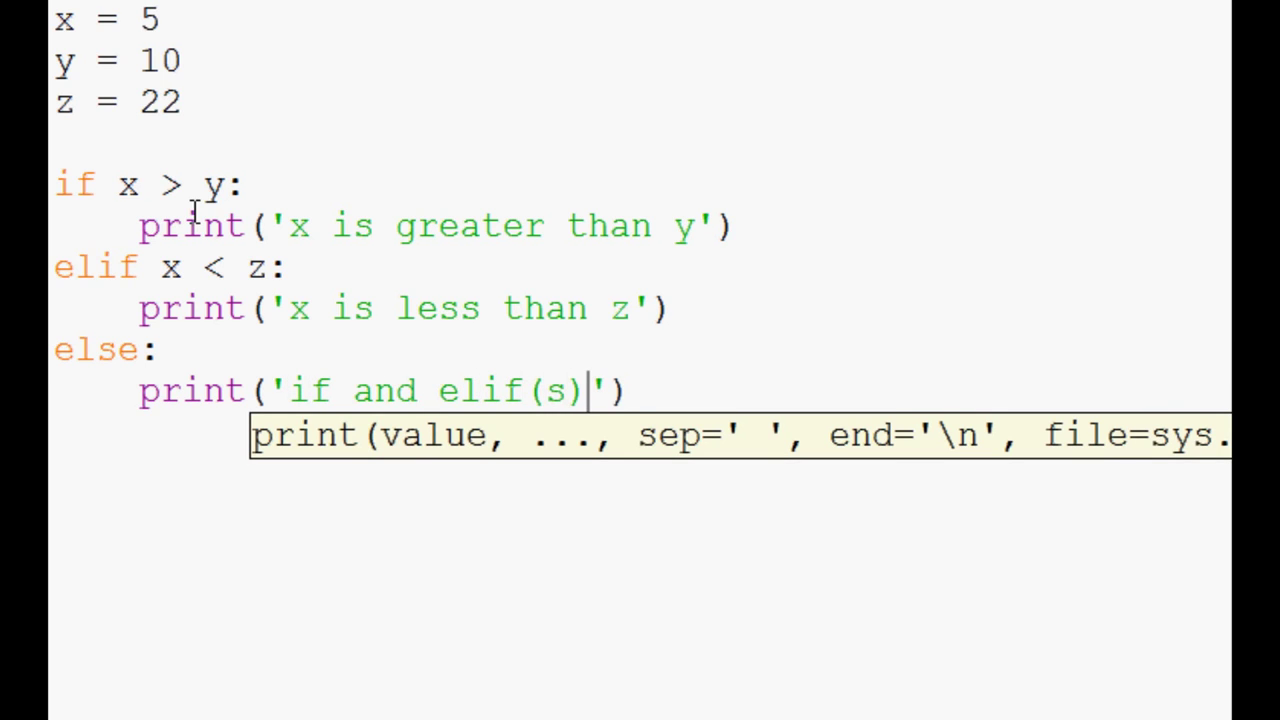 x = 5
y = 10
z = 22
if x > y:
    print('x is greater than y')
elif x < z:
    print('x is less than z')
else:
    print('if and elif(s)')
print(value, ..., sep=' ', end='\n', file=sys.